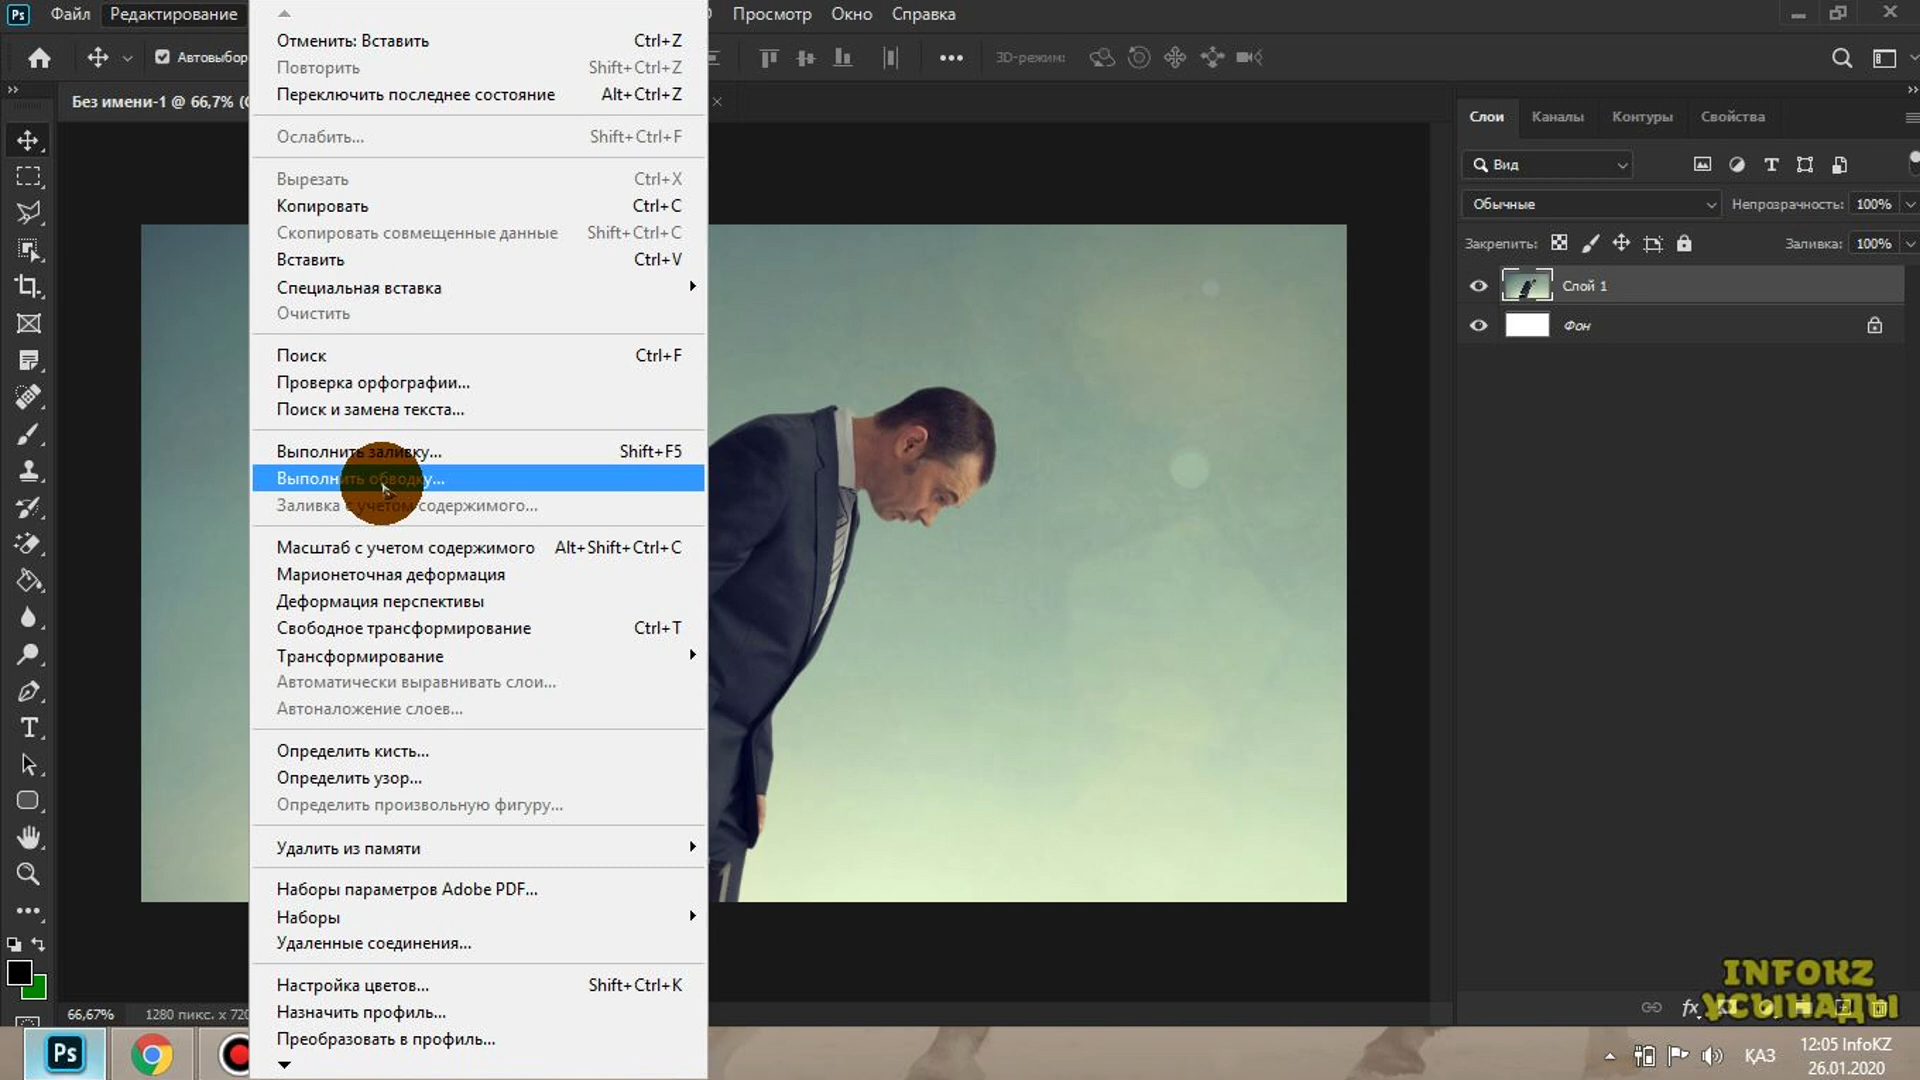 Ps Файл Редактирование Просмотр Окно Справка
Автовыбор 3D-режим:
Без имени-1 @ 66,7% (
Отменить: Вставить Ctrl+Z
Повторить Shift+Ctrl+Z
Переключить последнее состояние Alt+Ctrl+Z
Ослабить... Shift+Ctrl+F
Вырезать Ctrl+X
Копировать Ctrl+C
Скопировать совмещенные данные Shift+Ctrl+C
Вставить Ctrl+V
Специальная вставка
Очистить
Поиск Ctrl+F
Проверка орфографии...
Поиск и замена текста...
Выполнить заливку... Shift+F5
Выполнить обводку...
Заливка с учетом содержимого...
Масштаб с учетом содержимого Alt+Shift+Ctrl+C
Марионеточная деформация
Деформация перспективы
Свободное трансформирование Ctrl+T
Трансформирование
Автоматически выравнивать слои...
Автоналожение слоев...
Определить кисть...
Определить узор...
Определить произвольную фигуру...
Удалить из памяти
Наборы параметров Adobe PDF...
Наборы
Удаленные соединения...
Настройка цветов... Shift+Ctrl+K
Назначить профиль...
Преобразовать в профиль...
Слои Каналы Контуры Свойства
Вид
Обычные Непрозрачность: 100%
Закрепить: Заливка: 100%
Слой 1
Фон
INFOKZ
ҰСЫНАДЫ
fx
66,67% 1280 пикс. x 720
Ps
ҚАЗ
12:05 InfoKZ
26.01.2020